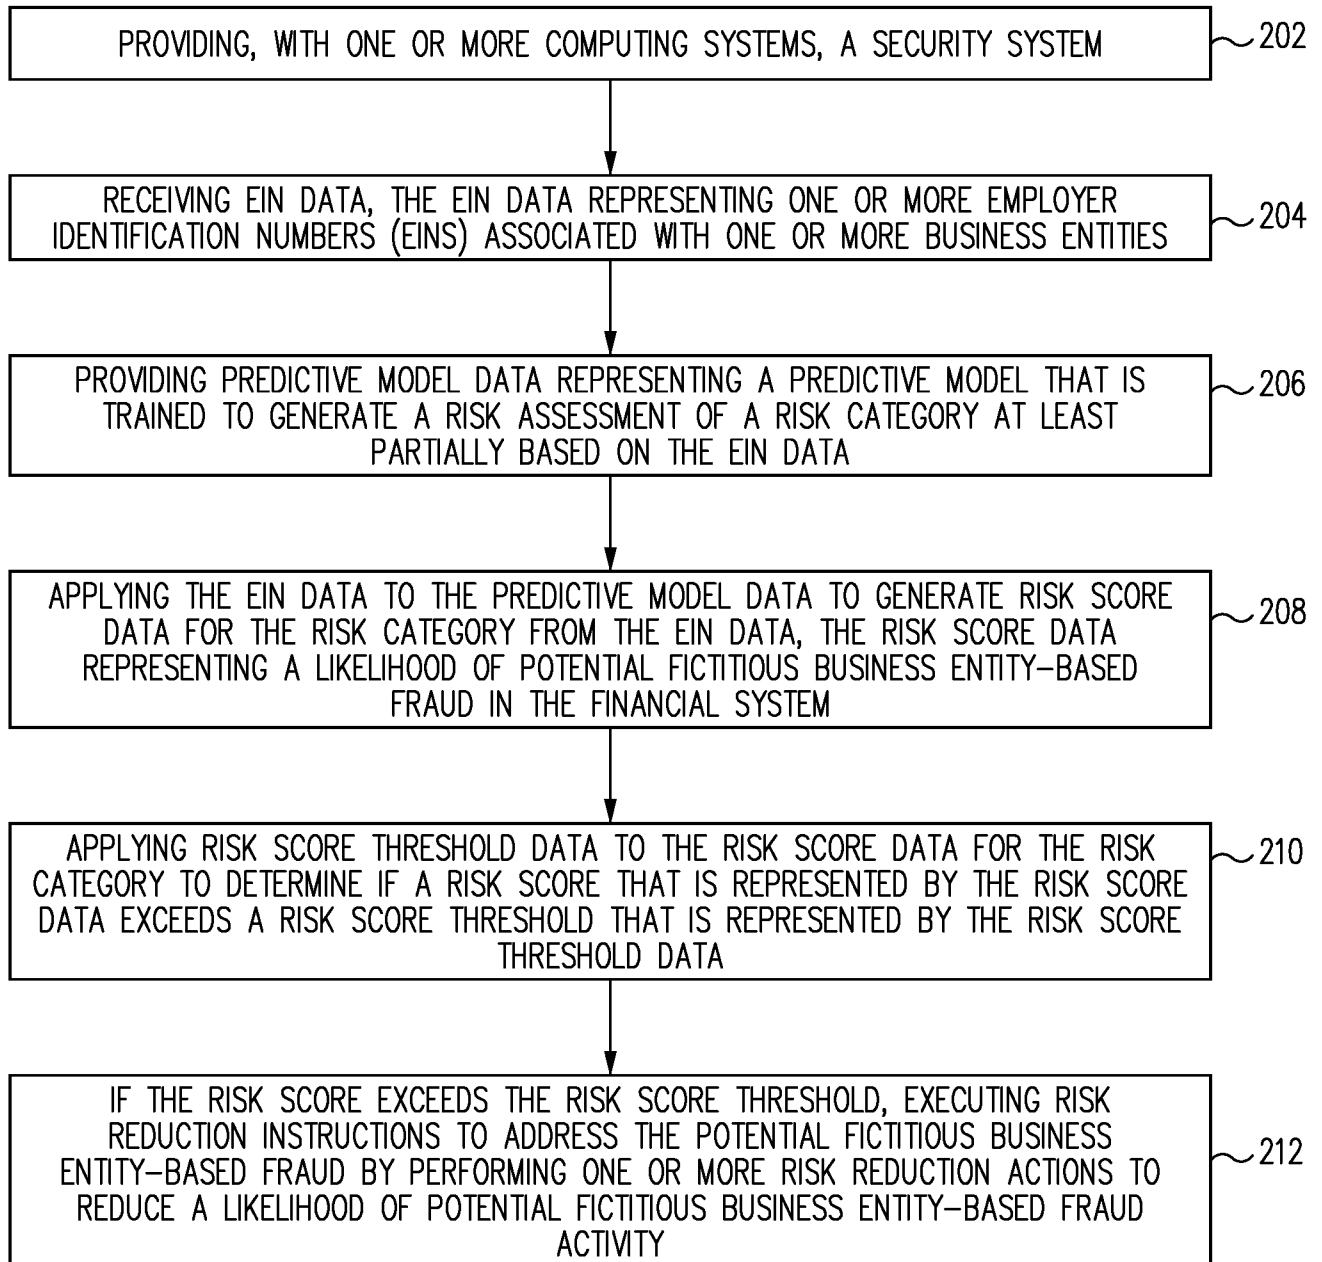 PROVIDING, WITH ONE OR MORE COMPUTING SYSTEMS, A SECURITY SYSTEM
202
RECEIVING EIN DATA, THE EIN DATA REPRESENTING ONE OR MORE EMPLOYER
IDENTIFICATION NUMBERS (EINS) ASSOCIATED WITH ONE OR MORE BUSINESS ENTITIES
204
PROVIDING PREDICTIVE MODEL DATA REPRESENTING A PREDICTIVE MODEL THAT IS
TRAINED TO GENERATE A RISK ASSESSMENT OF A RISK CATEGORY AT LEAST
PARTIALLY BASED ON THE EIN DATA
206
APPLYING THE EIN DATA TO THE PREDICTIVE MODEL DATA TO GENERATE RISK SCORE
DATA FOR THE RISK CATEGORY FROM THE EIN DATA, THE RISK SCORE DATA
REPRESENTING A LIKELIHOOD OF POTENTIAL FICTITIOUS BUSINESS ENTITY-BASED
FRAUD IN THE FINANCIAL SYSTEM
208
APPLYING RISK SCORE THRESHOLD DATA TO THE RISK SCORE DATA FOR THE RISK
CATEGORY TO DETERMINE IF A RISK SCORE THAT IS REPRESENTED BY THE RISK SCORE
DATA EXCEEDS A RISK SCORE THRESHOLD THAT IS REPRESENTED BY THE RISK SCORE
THRESHOLD DATA
210
IF THE RISK SCORE EXCEEDS THE RISK SCORE THRESHOLD, EXECUTING RISK
REDUCTION INSTRUCTIONS TO ADDRESS THE POTENTIAL FICTITIOUS BUSINESS
ENTITY-BASED FRAUD BY PERFORMING ONE OR MORE RISK REDUCTION ACTIONS TO
REDUCE A LIKELIHOOD OF POTENTIAL FICTITIOUS BUSINESS ENTITY-BASED FRAUD
ACTIVITY
212